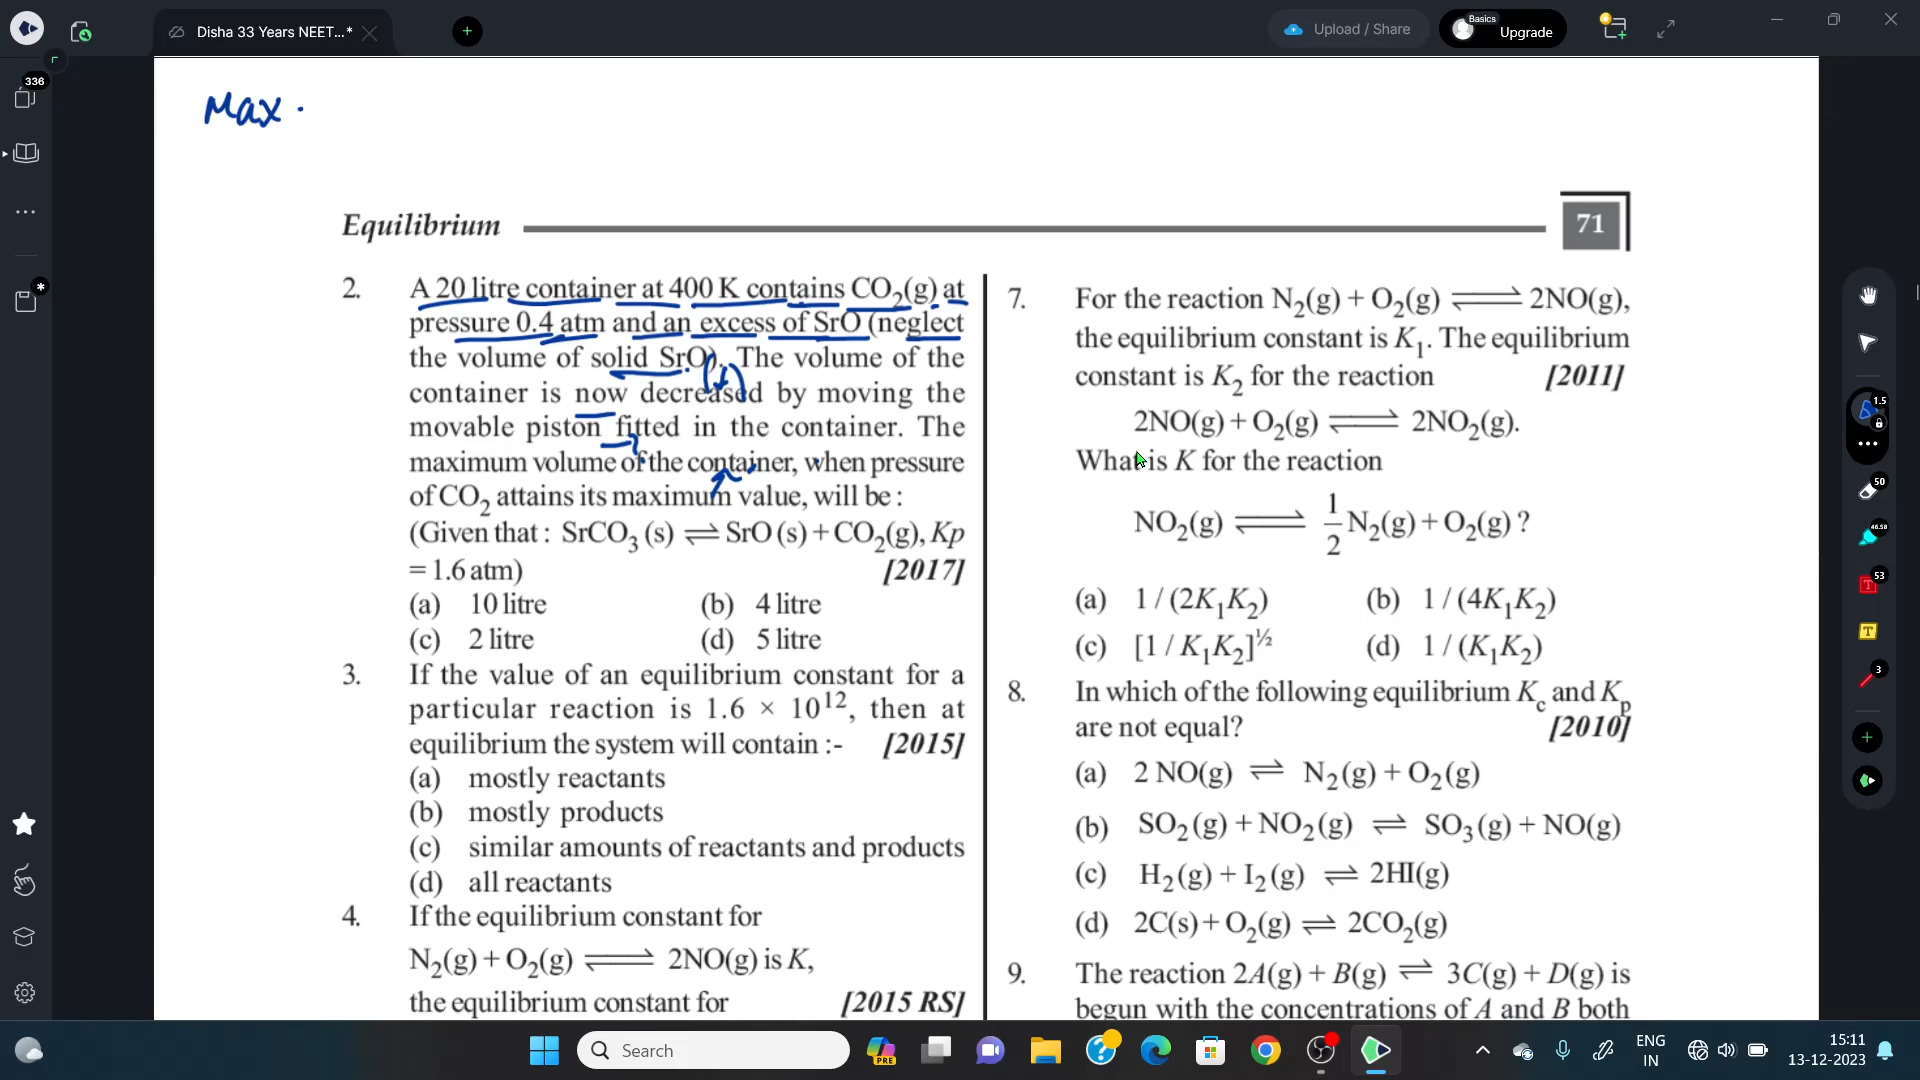 Disha 33 Years NEET...*
Upload / Share
Basics
Upgrade
336
Max.
Equilibrium
71
2. A 20 litre container at 400 K contains CO₂(g) at
pressure 0.4 atm and an excess of SrO (neglect
the volume of solid SrO). The volume of the
container is now decreased by moving the
movable piston fitted in the container. The
maximum volume of the container, when pressure
of CO₂ attains its maximum value, will be :
(Given that : SrCO₃ (s) ⇌ SrO (s) + CO₂(g), Kp
= 1.6 atm) [2017]
(a) 10 litre (b) 4 litre
(c) 2 litre (d) 5 litre
3. If the value of an equilibrium constant for a
particular reaction is 1.6 × 10¹², then at
equilibrium the system will contain :- [2015]
(a) mostly reactants
(b) mostly products
(c) similar amounts of reactants and products
(d) all reactants
4. If the equilibrium constant for
N₂(g) + O₂(g) ⇌ 2NO(g) is K,
the equilibrium constant for [2015 RS]
7. For the reaction N₂(g) + O₂(g) ⇌ 2NO(g),
the equilibrium constant is K₁. The equilibrium
constant is K₂ for the reaction [2011]
2NO(g) + O₂(g) ⇌ 2NO₂(g).
What is K for the reaction
NO₂(g) ⇌ 1/2 N₂(g) + O₂(g) ?
(a) 1 / (2K₁K₂) (b) 1 / (4K₁K₂)
(c) [1 / K₁K₂]^½ (d) 1 / (K₁K₂)
8. In which of the following equilibrium Kc and Kp
are not equal? [2010]
(a) 2 NO(g) ⇌ N₂(g) + O₂(g)
(b) SO₂(g) + NO₂(g) ⇌ SO₃(g) + NO(g)
(c) H₂(g) + I₂(g) ⇌ 2HI(g)
(d) 2C(s) + O₂(g) ⇌ 2CO₂(g)
9. The reaction 2A(g) + B(g) ⇌ 3C(g) + D(g) is
begun with the concentrations of A and B both
1.5
50
46.58
53
3
Search
PRE
ENG
IN
15:11
13-12-2023